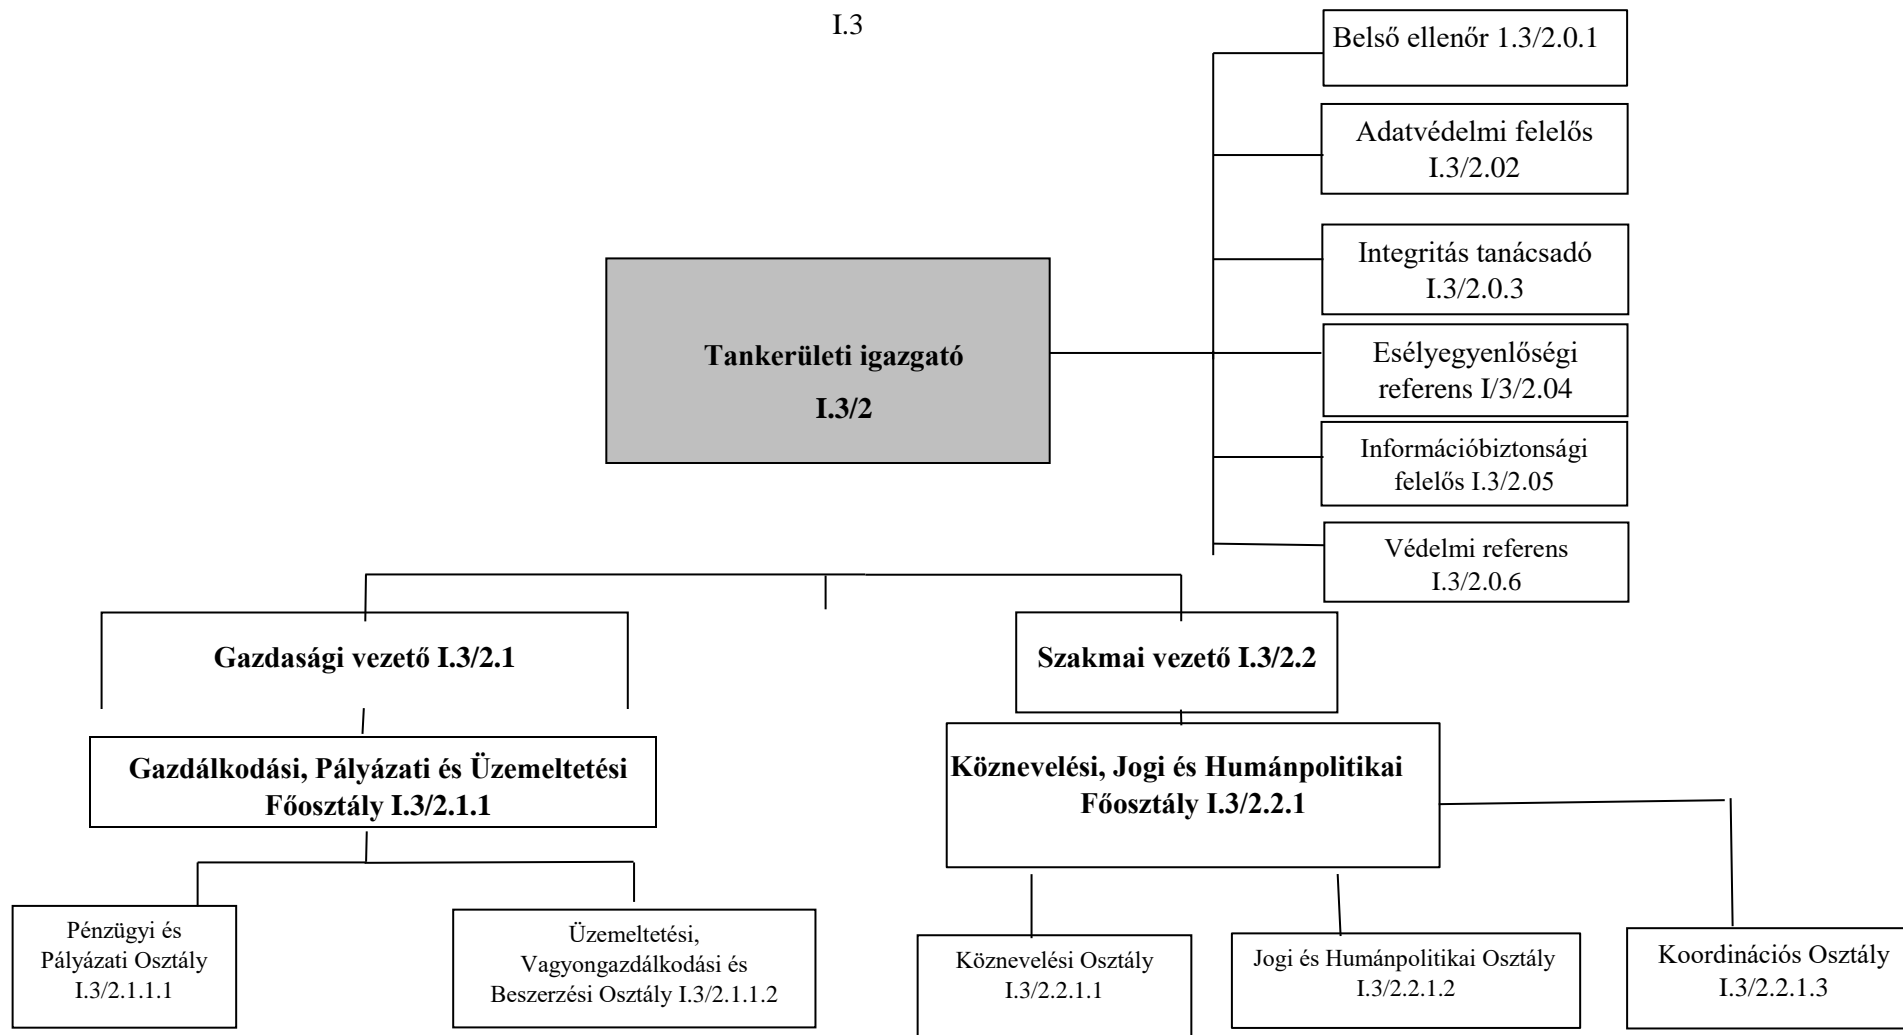 I.3
Belső ellenőr 1.3/2.0.1
Adatvédelmi felelős
I.3/2.02
Integritás tanácsadó
I.3/2.0.3
Tankerületi igazgató
I.3/2
Esélyegyenlőségi
referens I/3/2.04
Információbiztonsági
felelős I.3/2.05
Védelmi referens
I.3/2.0.6
Gazdasági vezető I.3/2.1
Szakmai vezető I.3/2.2
Gazdálkodási, Pályázati és Üzemeltetési
Főosztály I.3/2.1.1
Köznevelési, Jogi és Humánpolitikai
Főosztály I.3/2.2.1
Pénzügyi és
Pályázati Osztály
I.3/2.1.1.1
Üzemeltetési,
Vagyongazdálkodási és
Beszerzési Osztály I.3/2.1.1.2
Köznevelési Osztály
I.3/2.2.1.1
Jogi és Humánpolitikai Osztály
I.3/2.2.1.2
Koordinációs Osztály
I.3/2.2.1.3